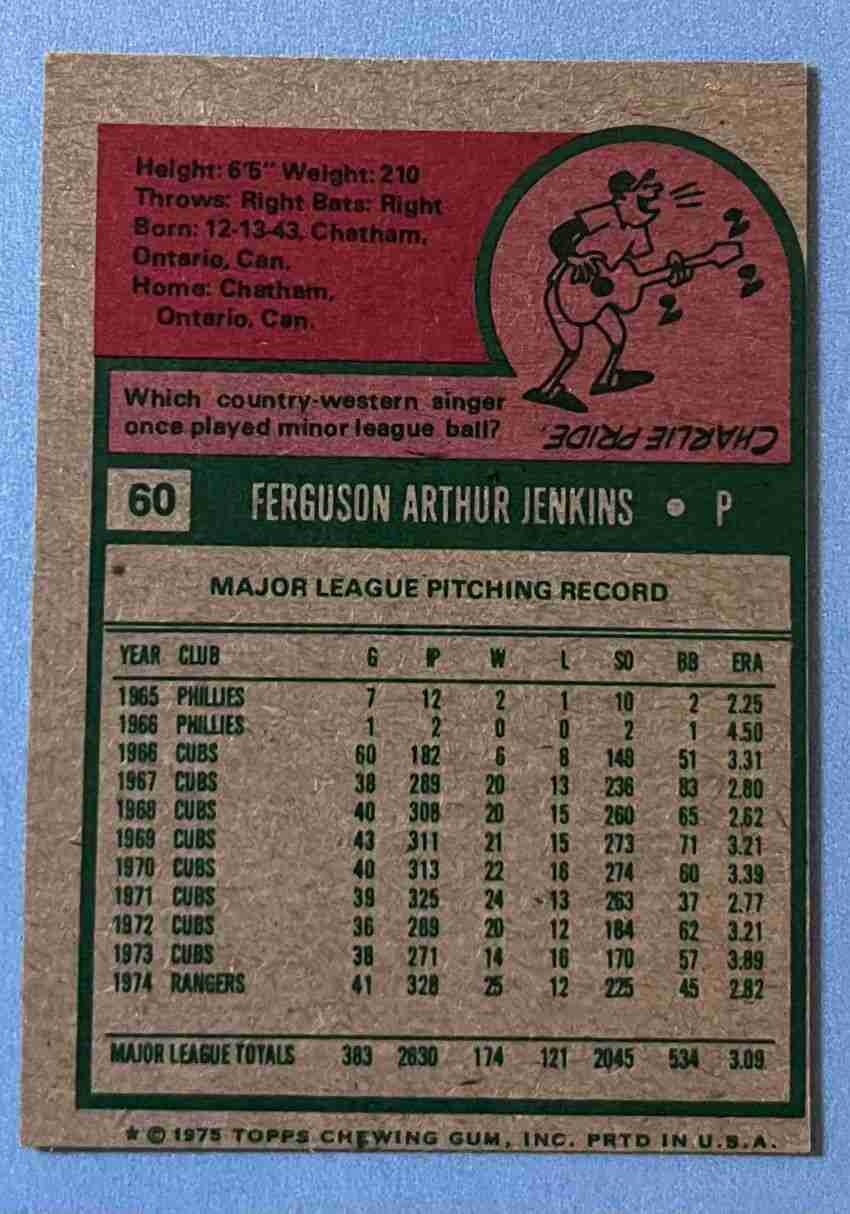 Height: 6'5" Weight: 210
Throws: Right Bats: Right
Born: 12-13-43, Chatham,
Ontario, Can.
Home: Chatham,
Ontario, Can.
Which country-western singer
once played minor league ball?
CHARLIE PRIDE.
60 FERGUSON ARTHUR JENKINS • P
MAJOR LEAGUE PITCHING RECORD
YEAR CLUB G IP W L SO BB ERA
1965 PHILLIES 7 12 2 1 10 2 2.25
1966 PHILLIES 1 2 0 0 2 1 4.50
1966 CUBS 60 182 6 8 148 51 3.31
1967 CUBS 38 289 20 13 236 83 2.80
1968 CUBS 40 308 20 15 260 65 2.62
1969 CUBS 43 311 21 15 273 71 3.21
1970 CUBS 40 313 22 16 274 60 3.39
1971 CUBS 39 325 24 13 263 37 2.77
1972 CUBS 36 289 20 12 184 62 3.21
1973 CUBS 38 271 14 16 170 57 3.89
1974 RANGERS 41 328 25 12 225 45 2.82
MAJOR LEAGUE TOTALS 383 2630 174 121 2045 534 3.09
★ © 1975 TOPPS CHEWING GUM, INC. PRTD IN U.S.A.